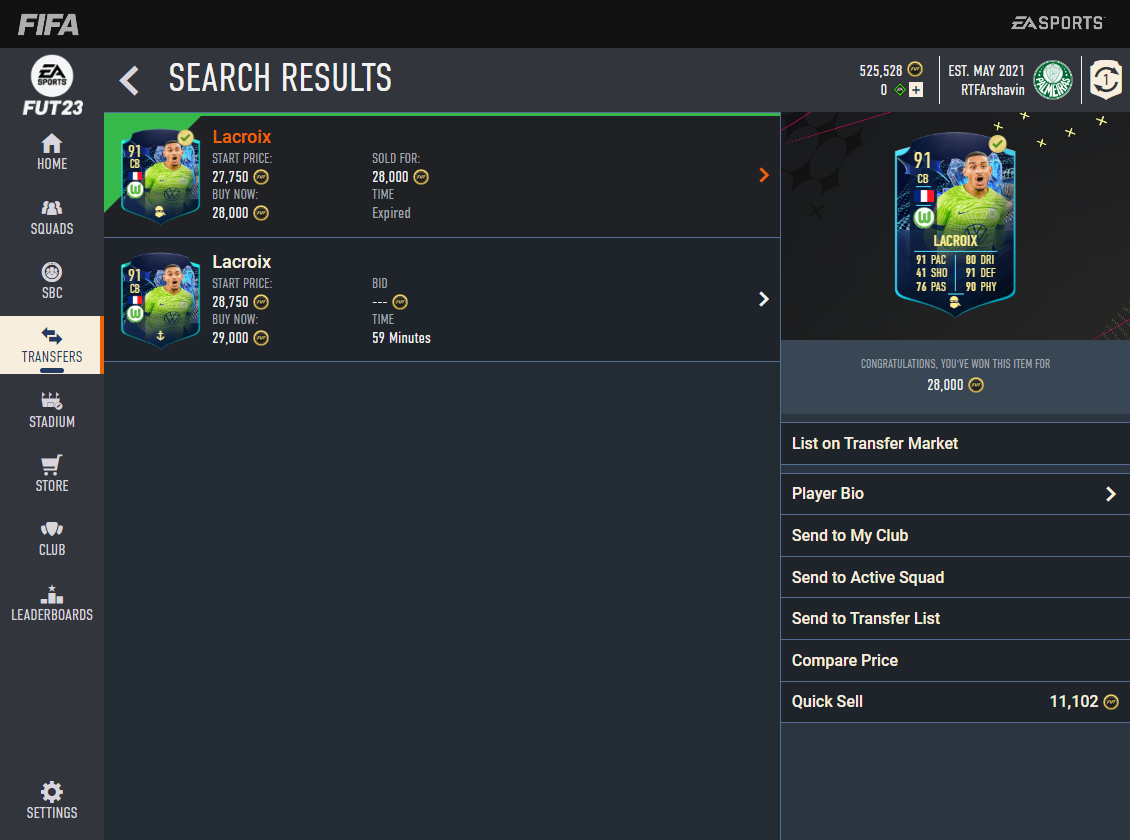 FIFA
EA SPORTS
EA SPORTS
FUT23
SEARCH RESULTS
525,528
0
EST. MAY 2021
RTFArshavin
PALMEIRAS
1
HOME
SQUADS
SBC
TRANSFERS
STADIUM
STORE
CLUB
LEADERBOARDS
SETTINGS
91
CB
Lacroix
START PRICE:
27,750
BUY NOW:
28,000
SOLD FOR:
28,000
TIME
Expired
91
CB
Lacroix
START PRICE:
28,750
BUY NOW:
29,000
BID
---
TIME
59 Minutes
91
CB
LACROIX
91 PAC 80 DRI
41 SHO 91 DEF
76 PAS 90 PHY
CONGRATULATIONS, YOU'VE WON THIS ITEM FOR
28,000
List on Transfer Market
Player Bio
Send to My Club
Send to Active Squad
Send to Transfer List
Compare Price
Quick Sell 11,102